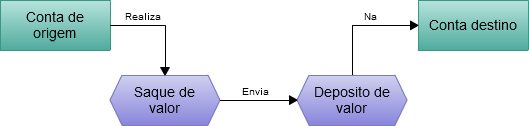 Conta de
origem
Realiza
Saque de
valor
Envia
Deposito de
valor
Na
Conta destino